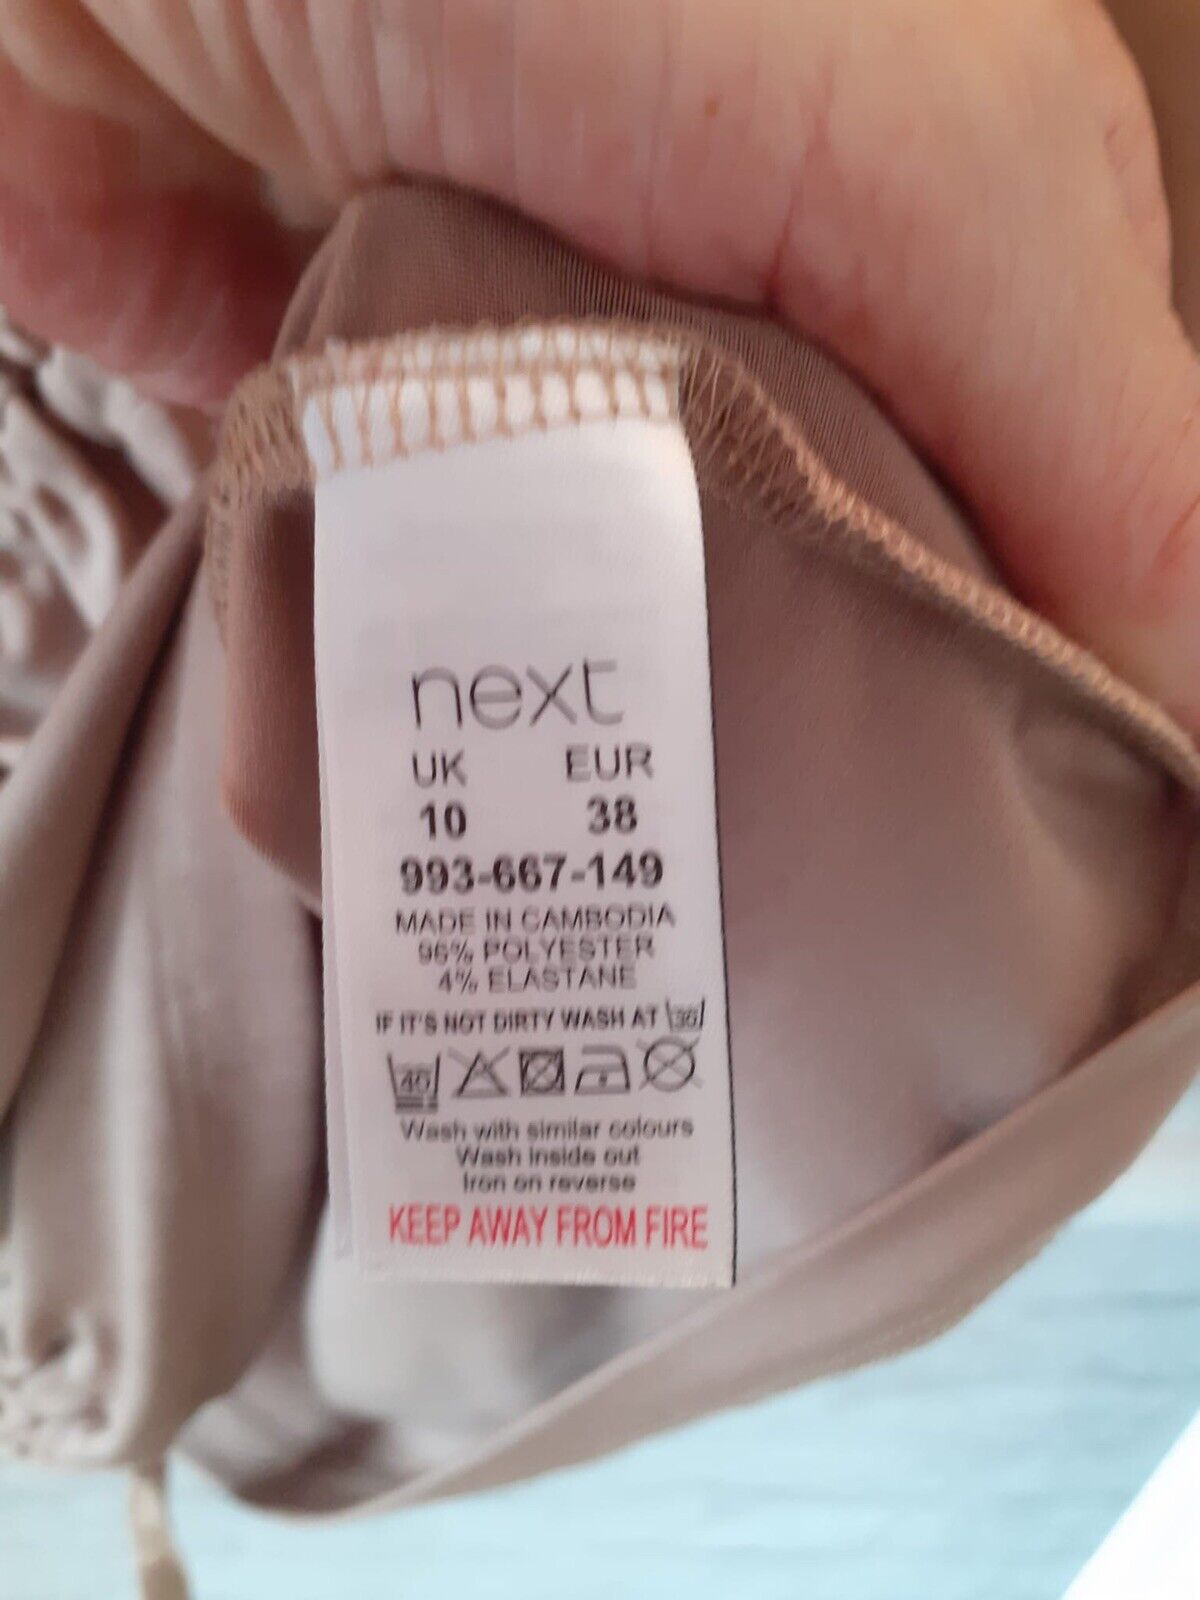 next
UK EUR
10 38
993-667-149
MADE IN CAMBODIA
96% POLYESTER
4% ELASTANE
IF IT'S NOT DIRTY WASH AT 30
40
Wash with similar colours
Wash inside out
Iron on reverse
KEEP AWAY FROM FIRE